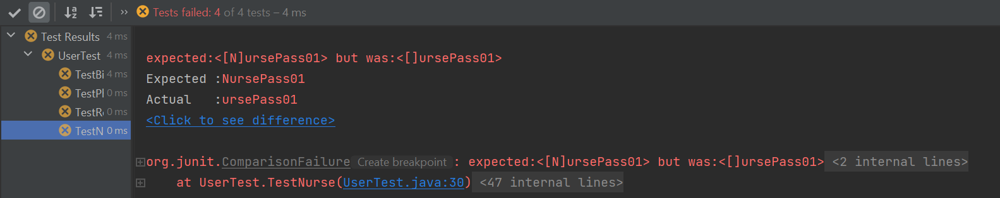 Tests failed: 4 of 4 tests – 4 ms
Test Results 4 ms
UserTest 4 ms
TestBi 4 ms
TestPl 0 ms
TestRe 0 ms
TestN 0 ms
expected:<[N]ursePass01> but was:<[]ursePass01>
Expected :NursePass01
Actual   :ursePass01
<Click to see difference>
org.junit.ComparisonFailure Create breakpoint : expected:<[N]ursePass01> but was:<[]ursePass01> <2 internal lines>
at UserTest.TestNurse(UserTest.java:30) <47 internal lines>